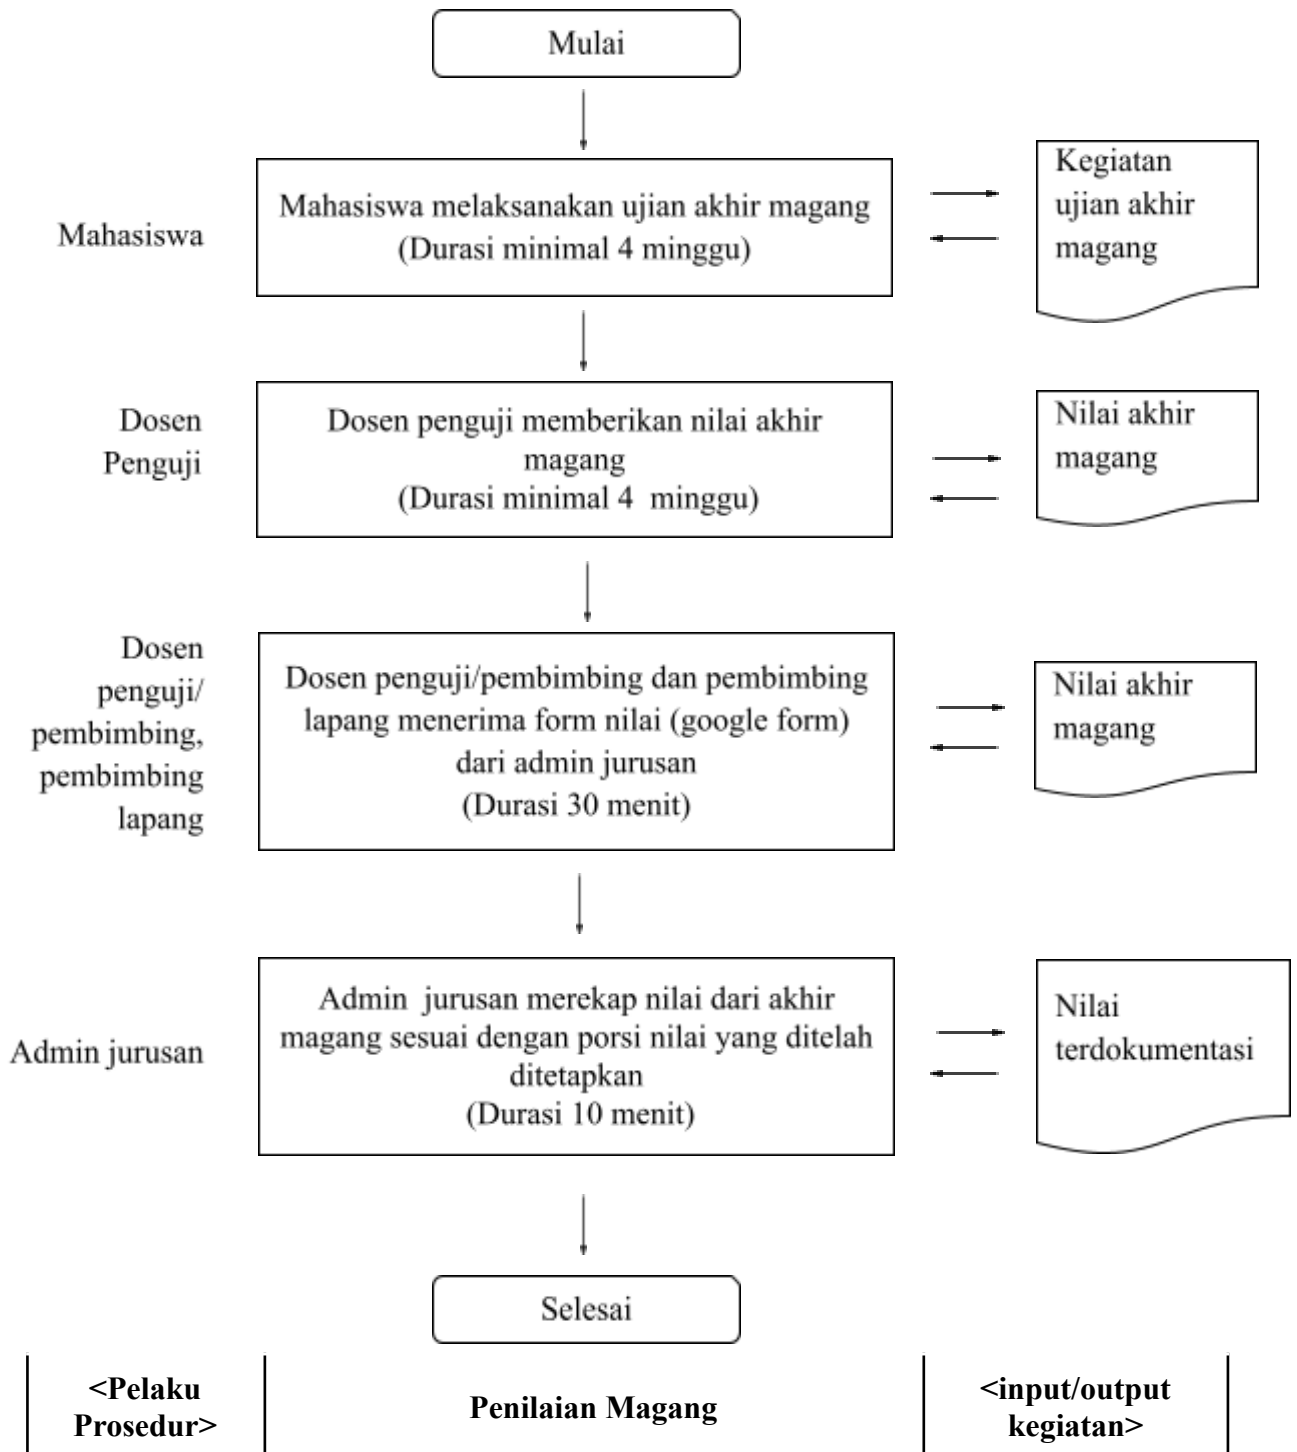 Mulai
Mahasiswa
Mahasiswa melaksanakan ujian akhir magang
(Durasi minimal 4 minggu)
Kegiatan
ujian akhir
magang
Dosen
Penguji
Dosen penguji memberikan nilai akhir
magang
(Durasi minimal 4  minggu)
Nilai akhir
magang
Dosen
penguji/
pembimbing,
pembimbing
lapang
Dosen penguji/pembimbing dan pembimbing
lapang menerima form nilai (google form)
dari admin jurusan
(Durasi 30 menit)
Nilai akhir
magang
Admin jurusan
Admin  jurusan merekap nilai dari akhir
magang sesuai dengan porsi nilai yang ditelah
ditetapkan
(Durasi 10 menit)
Nilai
terdokumentasi
Selesai
<Pelaku
Prosedur>
Penilaian Magang
<input/output
kegiatan>